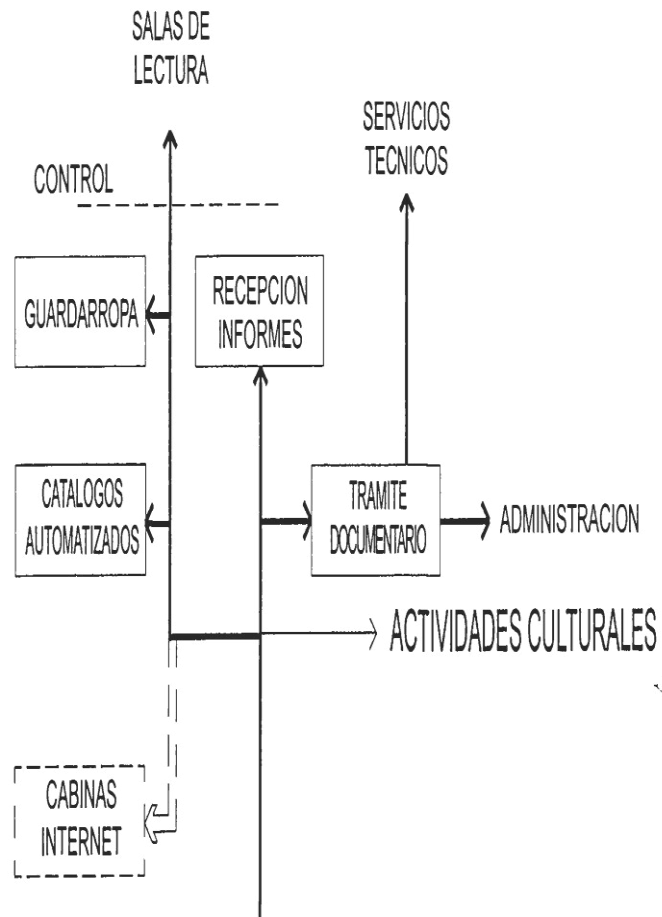 SALAS DE
LECTURA
SERVICIOS
TECNICOS
CONTROL
GUARDARROPA
RECEPCION
INFORMES
CATALOGOS
AUTOMATIZADOS
TRAMITE
DOCUMENTARIO
ADMINISTRACION
ACTIVIDADES CULTURALES
CABINAS
INTERNET